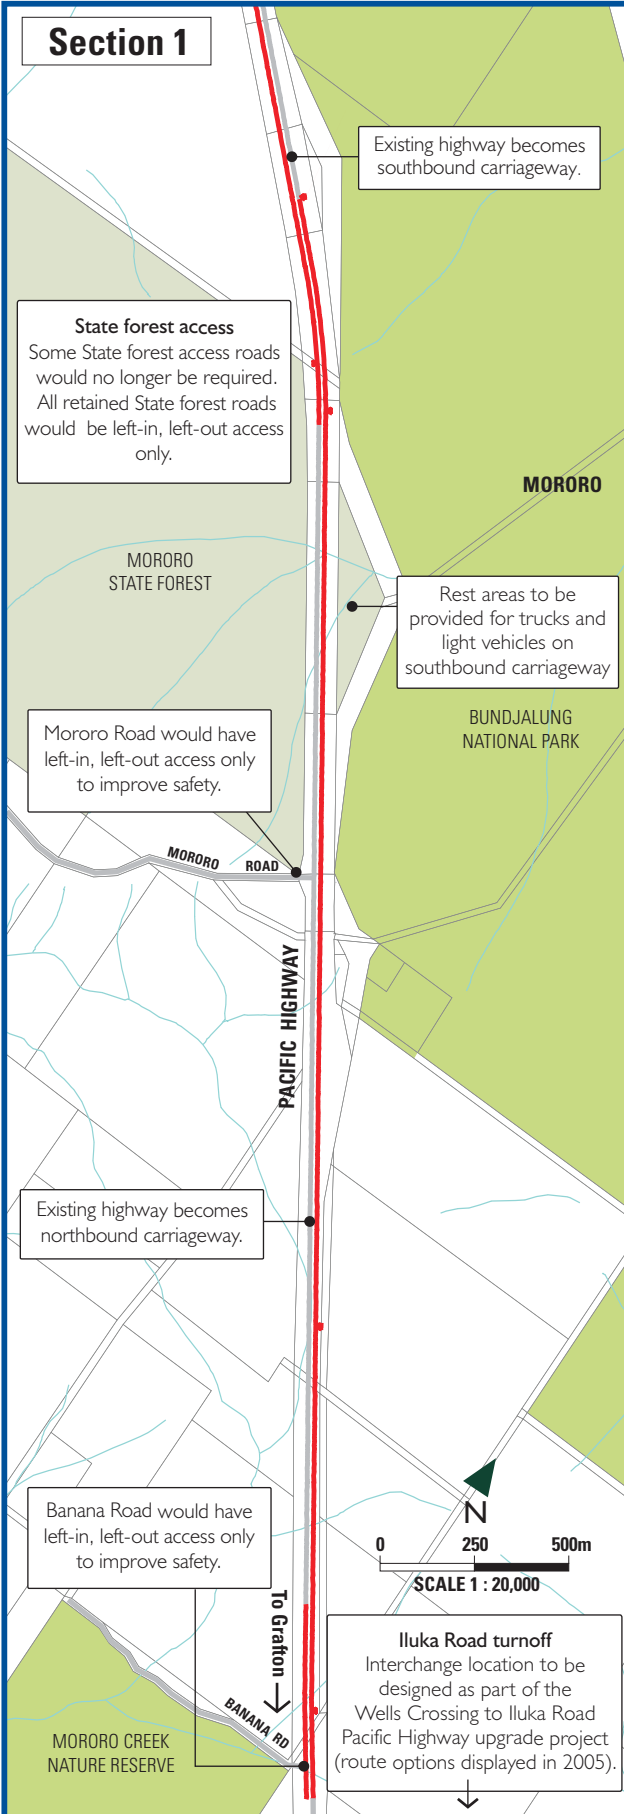 Section 1
Existing highway becomes
southbound carriageway.
State forest access
Some State forest access roads
would no longer be required.
All retained State forest roads
would be left-in, left-out access
only.
MORORO
MORORO
STATE FOREST
Rest areas to be
provided for trucks and
light vehicles on
southbound carriageway
BUNDJALUNG
NATIONAL PARK
Mororo Road would have
left-in, left-out access only
to improve safety.
MORORO ROAD
PACIFIC HIGHWAY
Existing highway becomes
northbound carriageway.
Banana Road would have
left-in, left-out access only
to improve safety.
N
0 250 500m
SCALE 1 : 20,000
To Grafton
BANANA RD
Iluka Road turnoff
Interchange location to be
designed as part of the
Wells Crossing to Iluka Road
Pacific Highway upgrade project
(route options displayed in 2005).
MORORO CREEK
NATURE RESERVE